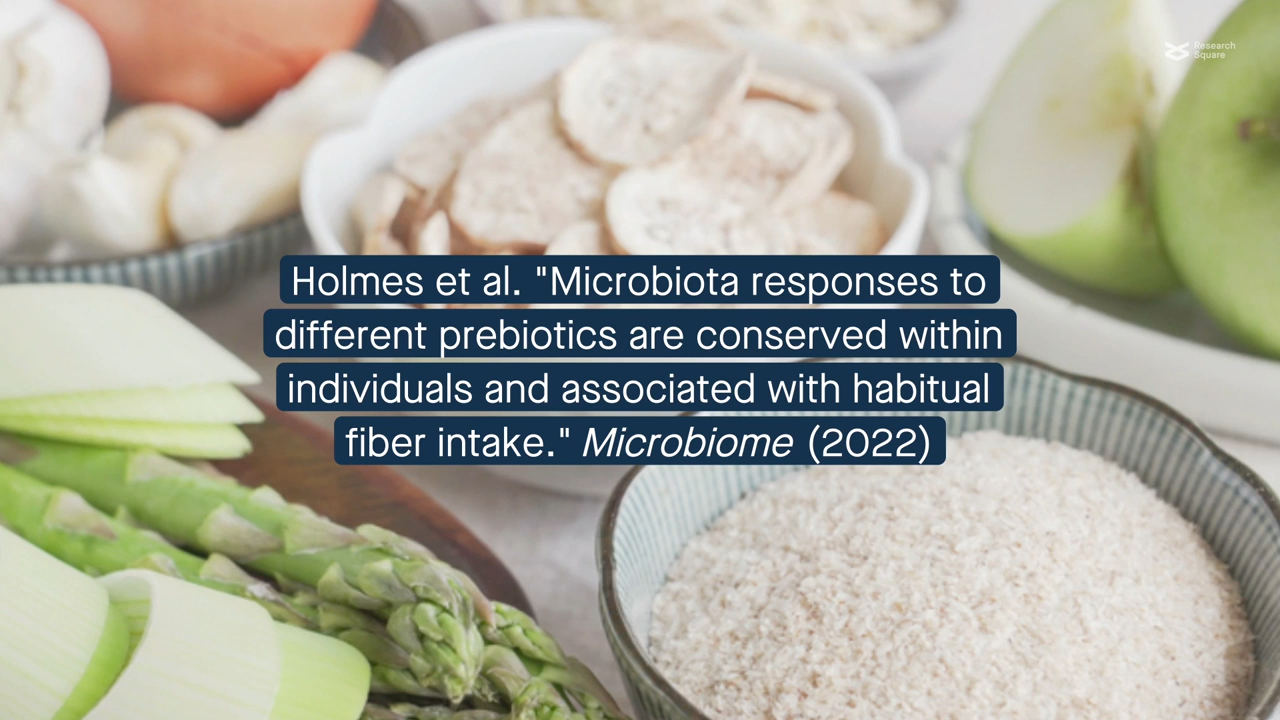 Research
Square
Holmes et al. "Microbiota responses to
different prebiotics are conserved within
individuals and associated with habitual
fiber intake." Microbiome (2022)